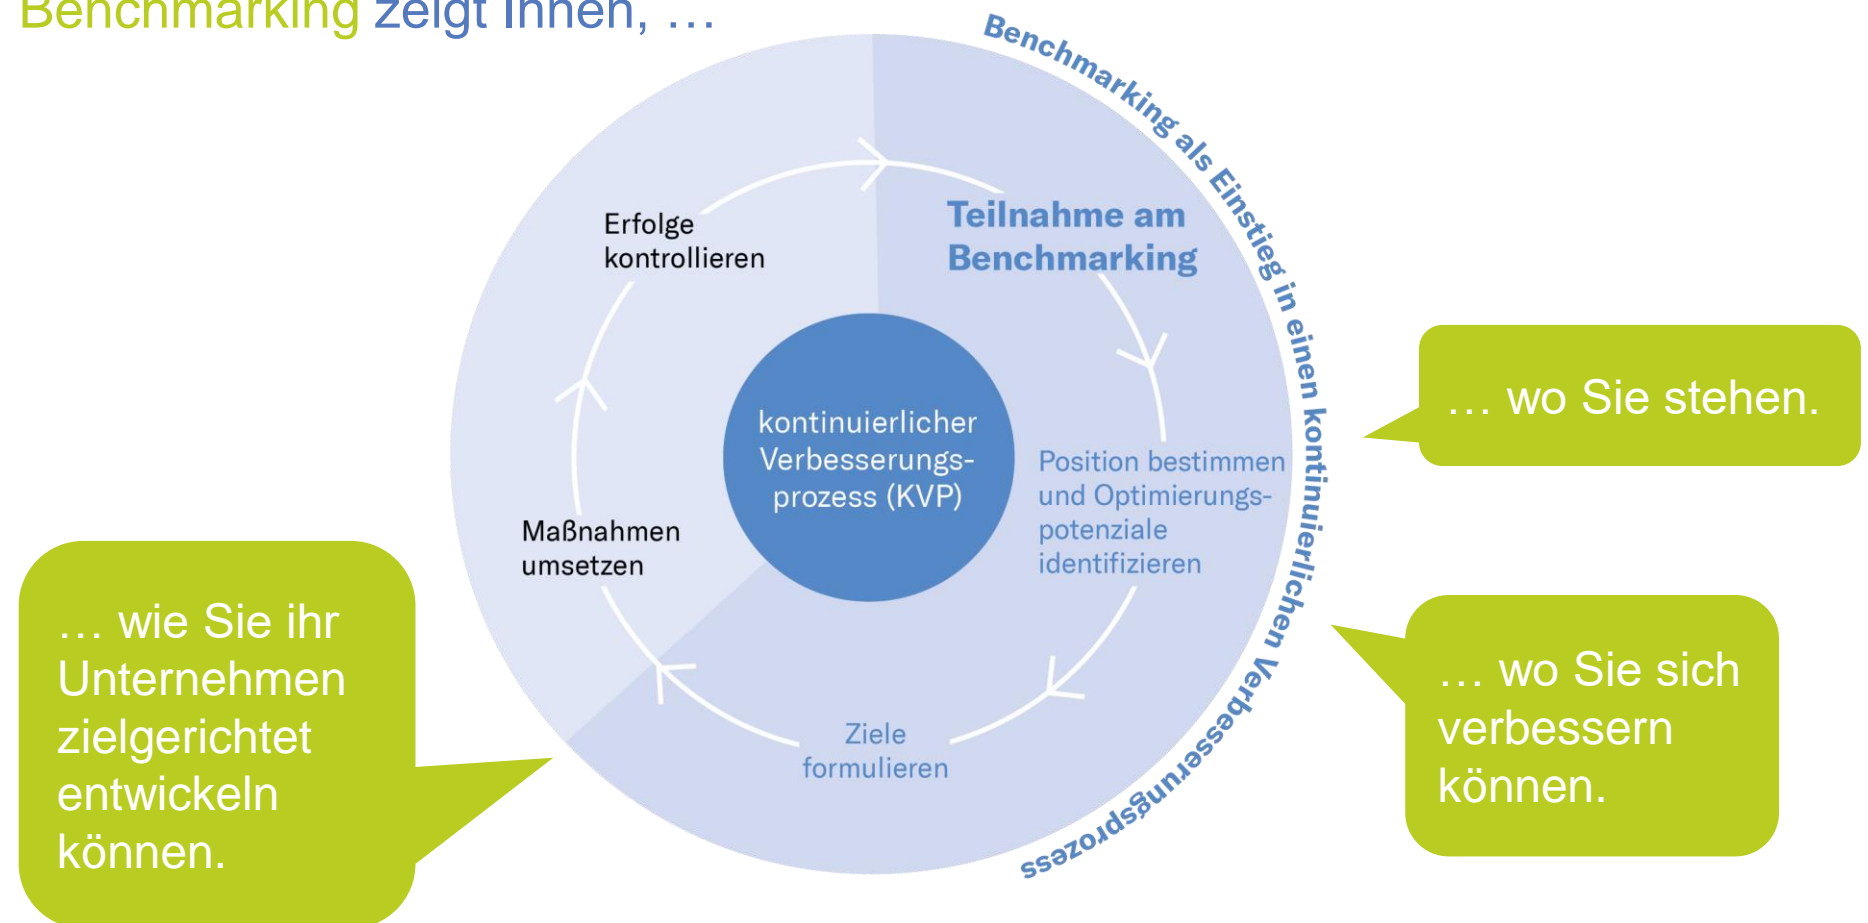 Benchmarking zeigt Ihnen, …
Benchmarking als Einstieg in einen kontinuierlichen Verbesserungsprozess
Teilnahme am
Benchmarking
Position bestimmen
und Optimierungs-
potenziale
identifizieren
Ziele
formulieren
Maßnahmen
umsetzen
Erfolge
kontrollieren
kontinuierlicher
Verbesserungs-
prozess (KVP)
… wo Sie stehen.
… wo Sie sich
verbessern
können.
… wie Sie ihr
Unternehmen
zielgerichtet
entwickeln
können.